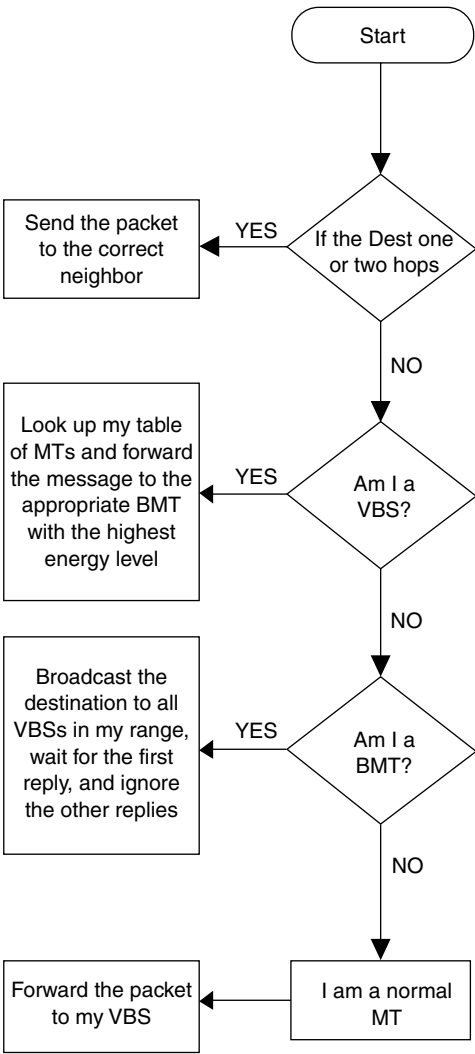 Start
If the Dest one
or two hops
YES
Send the packet
to the correct
neighbor
NO
Am I a
VBS?
YES
Look up my table
of MTs and forward
the message to the
appropriate BMT
with the highest
energy level
NO
Am I a
BMT?
YES
Broadcast the
destination to all
VBSs in my range,
wait for the first
reply, and ignore
the other replies
NO
I am a normal
MT
Forward the packet
to my VBS